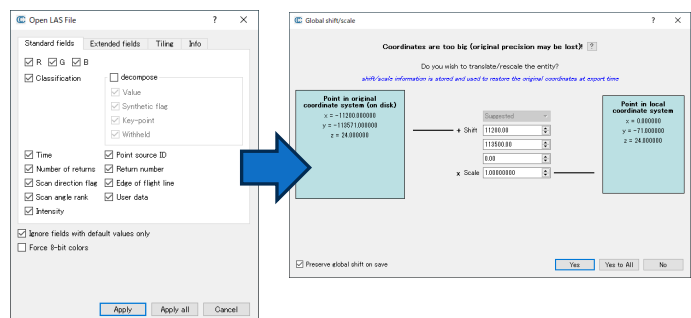 Open LAS File ? ×
Standard fields Extended fields Tiling Info
R G B
Classification decompose
Value
Synthetic flag
Key-point
Withheld
Time Point source ID
Number of returns Return number
Scan direction flag Edge of flight line
Scan angle rank User data
Intensity
Ignore fields with default values only
Force 8-bit colors
Apply Apply all Cancel
Global shift/scale ? ×
Coordinates are too big (original precision may be lost)! ?
Do you wish to translate/rescale the entity?
shift/scale information is stored and used to restore the original coordinates at export time
Point in original
coordinate system (on disk)
x = -11280.000000
y = -113571.000000
z = 24.000000
Suggested
+ Shift 11280.00
113500.00
0.00
x Scale 1.00000000
Point in local
coordinate system
x = 0.000000
y = -71.000000
z = 24.000000
Preserve global shift on save
Yes Yes to All No